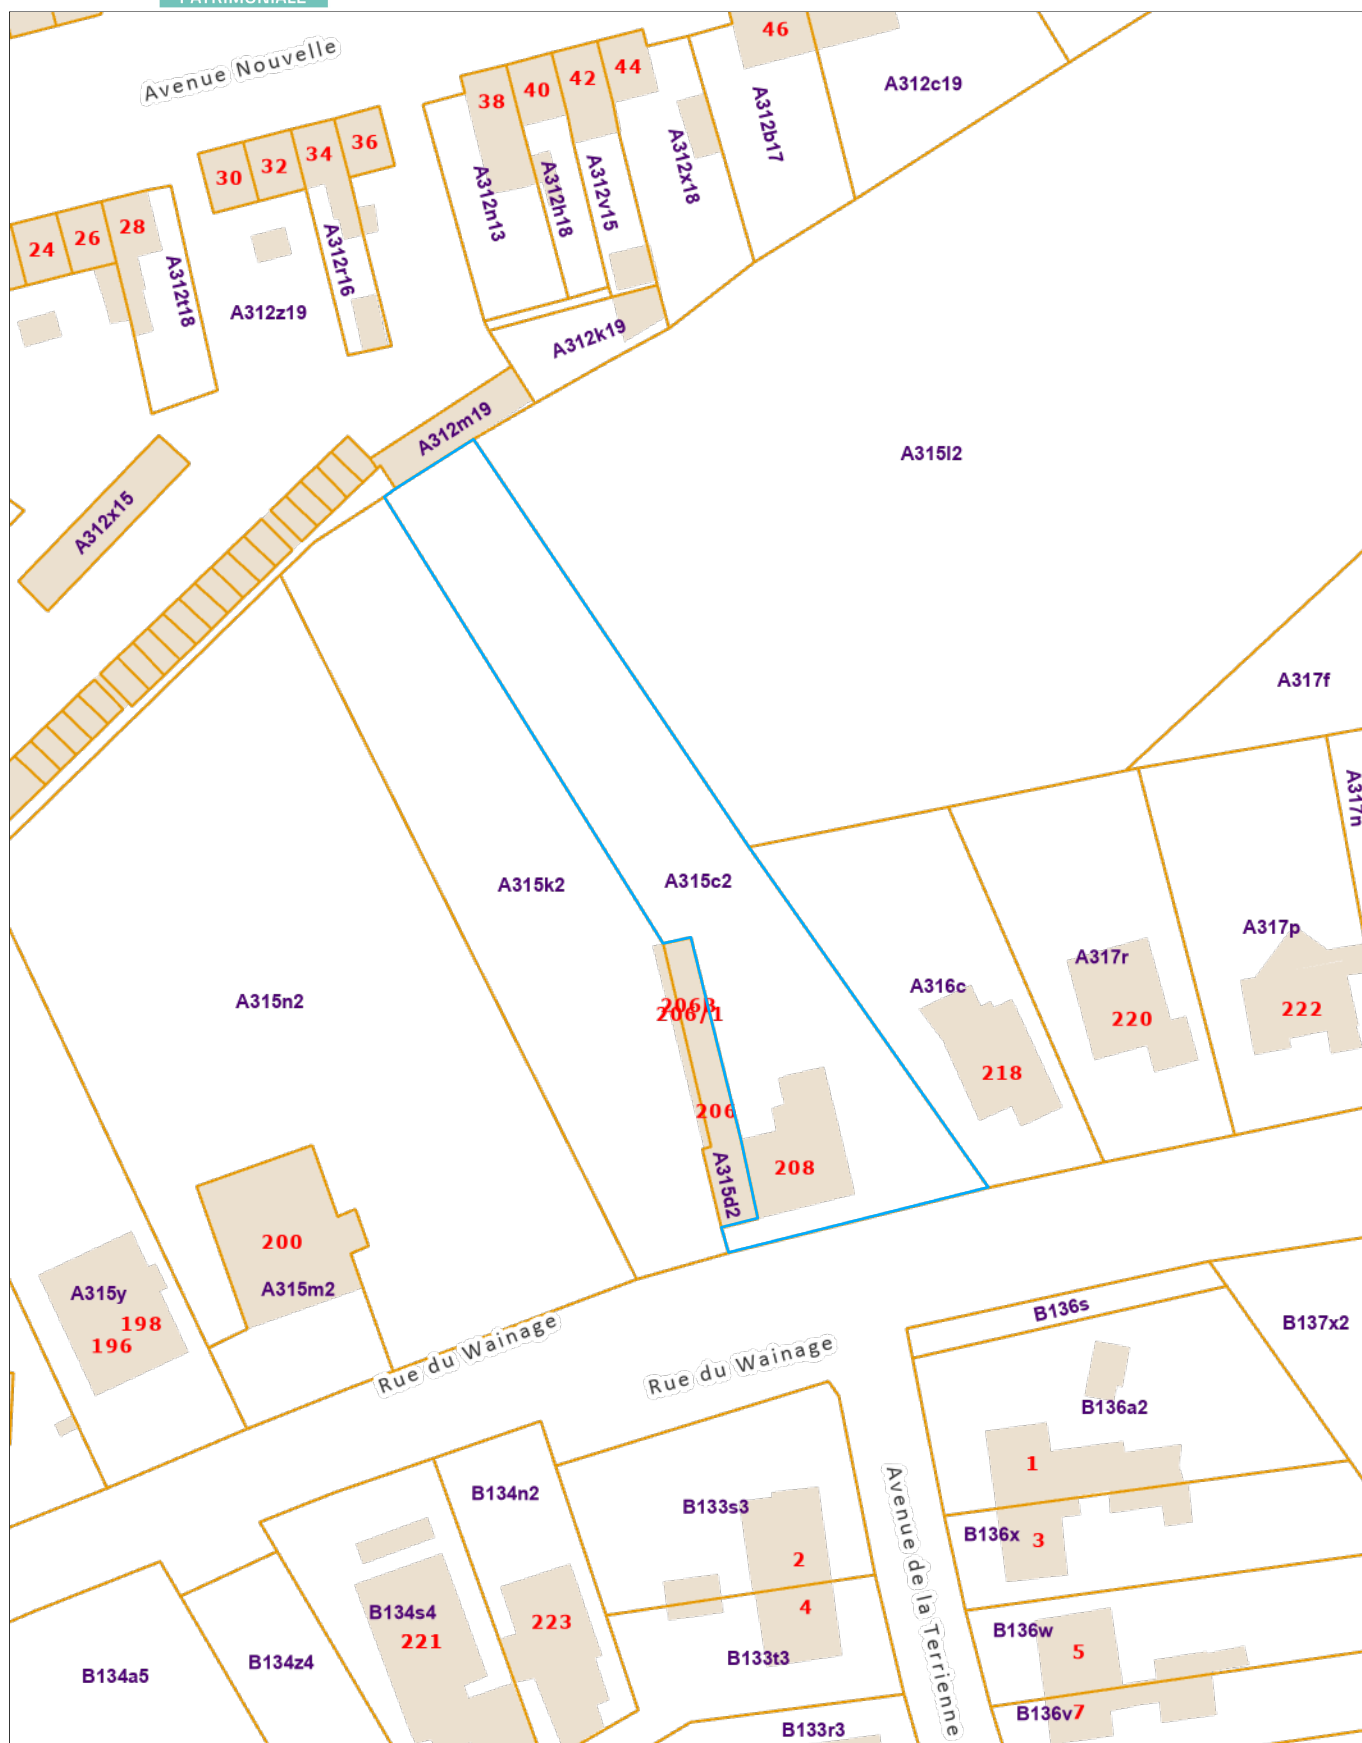 PATRIMONIALE
Avenue Nouvelle
46
A312c19
44
42
40
38
A312b17
A312x18
36
34
32
30
A312n13
A312h18
A312v15
28
26
24
A312t18
A312r16
A312z19
A312k19
A312m19
A315l2
A312x15
A317f
A317n
A315k2
A315c2
A317p
A317r
A316c
A315n2
206B
206/1
222
220
218
206
208
A315d2
200
A315m2
A315y
198
196
B136s
B137x2
Rue du Wainage
Rue du Wainage
B136a2
1
B134n2
B133s3
Avenue de la Terrienne
B136x
3
2
4
B134s4
221
223
B136w
5
B133t3
B134z4
B134a5
B136v
7
B133r3